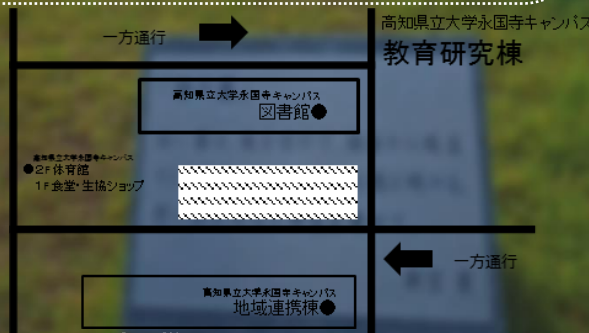 一方通行
高知県立大学永国寺キャンパス
教育研究棟
高知県立大学永国寺キャンパス
図書館●
高知県立大学永国寺キャンパス
●2F体育館
1F食堂・生協ショップ
一方通行
高知県立大学永国寺キャンパス
地域連携棟●